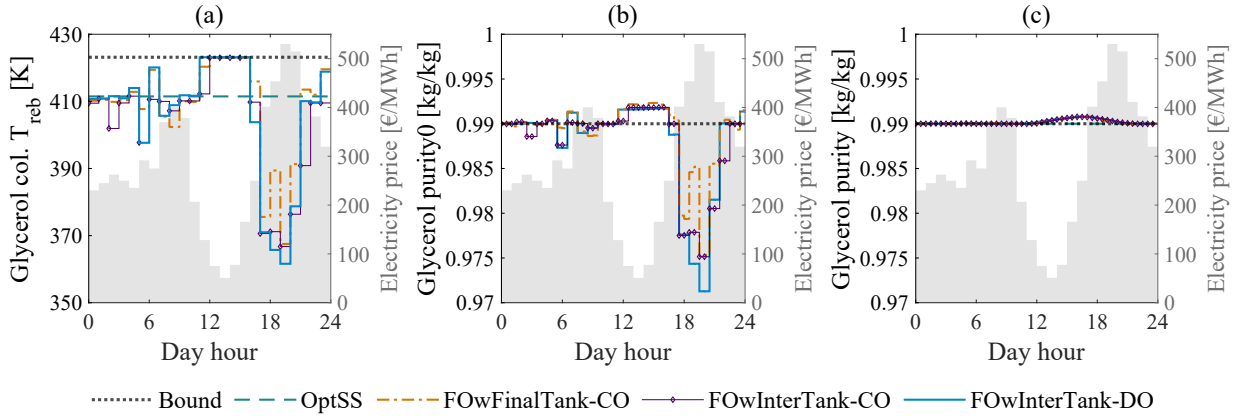 (a)
430
420
410
390
370
350
Glycerol col. T_reb [K]
500
400
300
200
100
0
Electricity price [€/MWh]
0 6 12 18 24
Day hour
(b)
1
0.995
0.99
0.985
0.98
0.975
0.97
Glycerol purity0 [kg/kg]
500
400
300
200
100
0
Electricity price [€/MWh]
0 6 12 18 24
Day hour
(c)
1
0.995
0.99
0.985
0.98
0.975
0.97
Glycerol purity [kg/kg]
500
400
300
200
100
0
Electricity price [€/MWh]
0 6 12 18 24
Day hour
Bound OptSS FOwFinalTank-CO FOwInterTank-CO FOwInterTank-DO